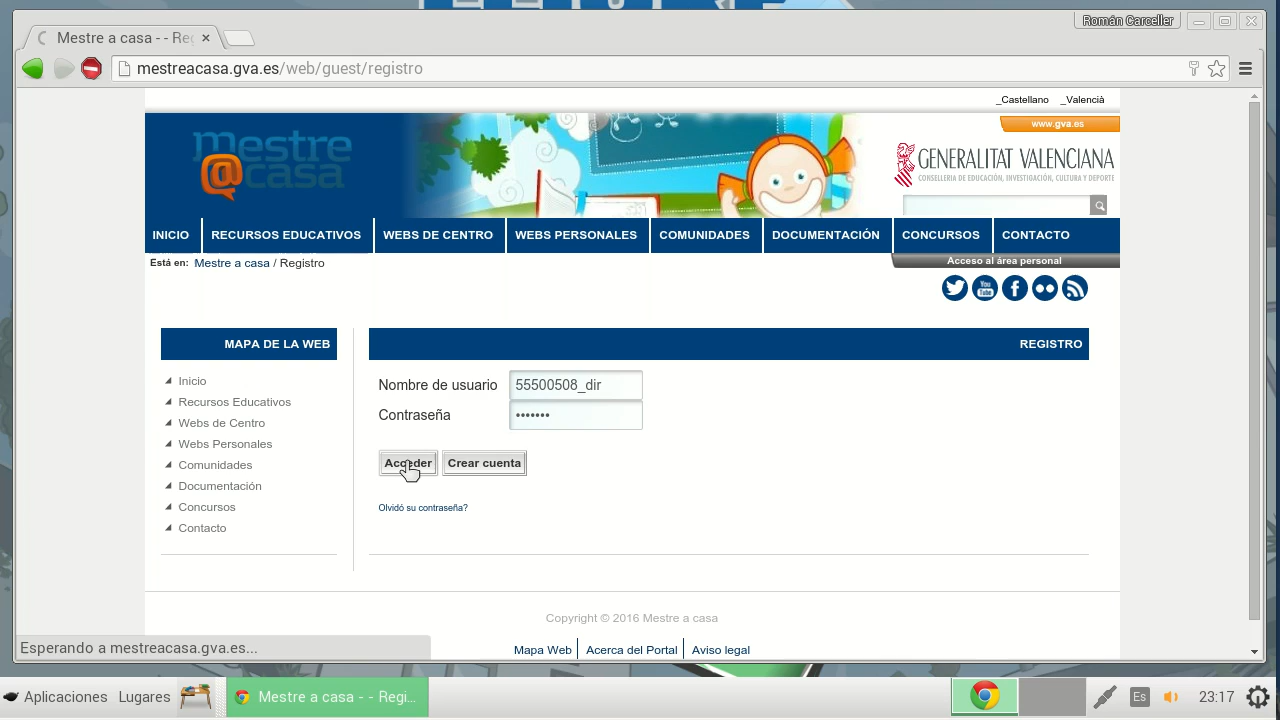 Román Carceller
Mestre a casa - - Reg
mestreacasa.gva.es/web/guest/registro
_Castellano _Valencià
www.gva.es
mestre
@casa
GENERALITAT VALENCIANA
CONSELLERIA DE EDUCACIÓN, INVESTIGACIÓN, CULTURA Y DEPORTE
INICIO RECURSOS EDUCATIVOS WEBS DE CENTRO WEBS PERSONALES COMUNIDADES DOCUMENTACIÓN CONCURSOS CONTACTO
Está en: Mestre a casa / Registro
Acceso al área personal
You Tube
MAPA DE LA WEB
Inicio
Recursos Educativos
Webs de Centro
Webs Personales
Comunidades
Documentación
Concursos
Contacto
REGISTRO
Nombre de usuario 55500508_dir
Contraseña •••••••
Acceder Crear cuenta
Olvidó su contraseña?
Copyright © 2016 Mestre a casa
Mapa Web Acerca del Portal Aviso legal
Esperando a mestreacasa.gva.es...
Aplicaciones Lugares Mestre a casa - - Regi... Es 23:17